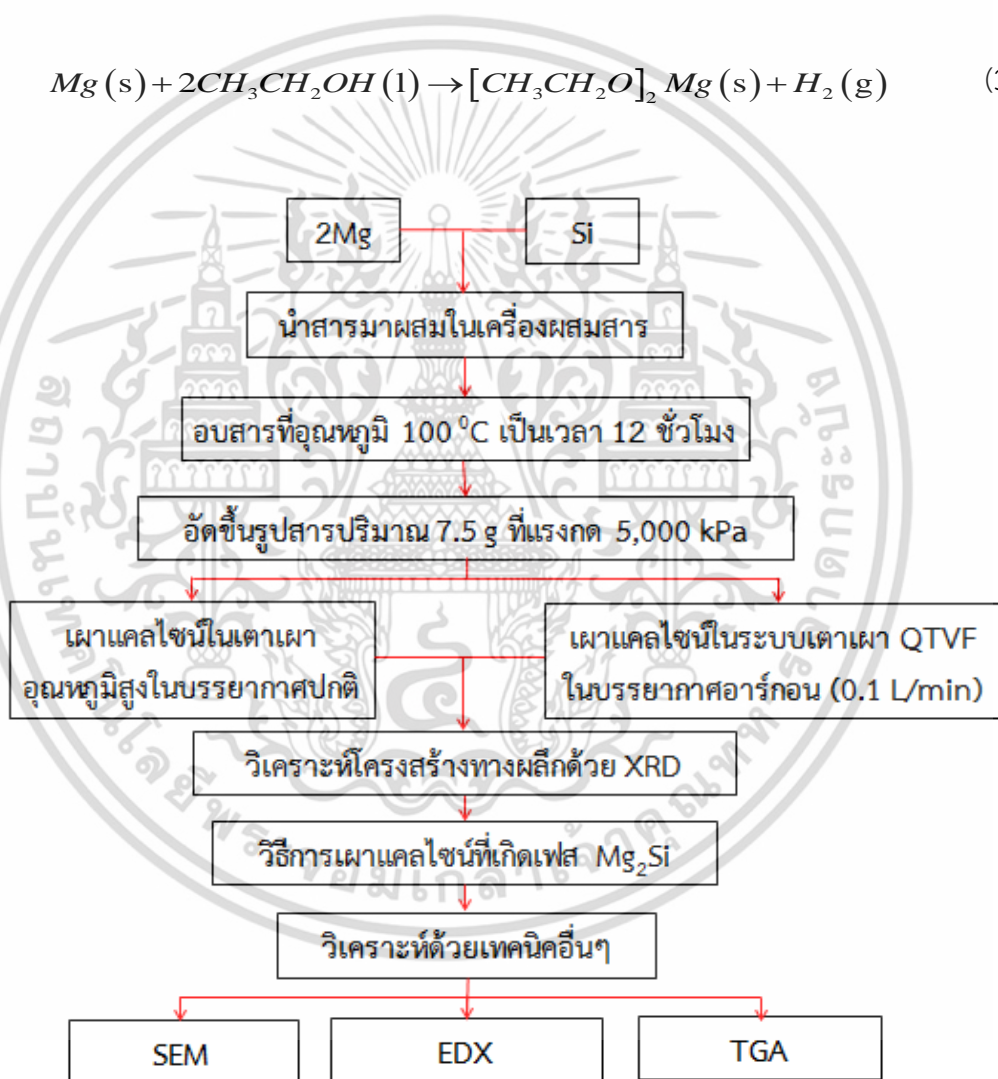 Mg(s)+2CH₃CH₂OH(l)→[CH₃CH₂O]₂Mg(s)+H₂(g) (3
2Mg Si
นำสารมาผสมในเครื่องผสมสาร
อบสารที่อุณหภูมิ 100 ⁰C เป็นเวลา 12 ชั่วโมง
อัดขึ้นรูปสารปริมาณ 7.5 g ที่แรงกด 5,000 kPa
เผาแคลไซน์ในเตาเผา
อุณหภูมิสูงในบรรยากาศปกติ
เผาแคลไซน์ในระบบเตาเผา QTVF
ในบรรยากาศอาร์กอน (0.1 L/min)
วิเคราะห์โครงสร้างทางผลึกด้วย XRD
วิธีการเผาแคลไซน์ที่เกิดเฟส Mg₂Si
วิเคราะห์ด้วยเทคนิคอื่นๆ
SEM EDX TGA